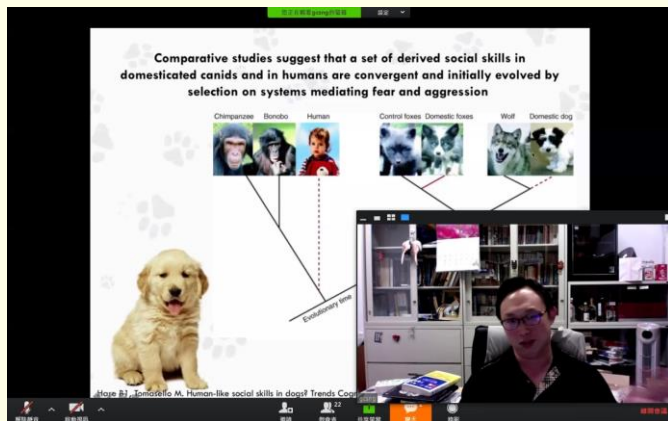 Comparative studies suggest that a set of derived social skills in
domesticated canids and in humans are convergent and initially evolved by
selection on systems mediating fear and aggression
Chimpanzee Bonobo Human Control foxes Domestic foxes Wolf Domestic dog
Evolutionary time
Tomasello M. Human-like social skills in dogs? Trends
22